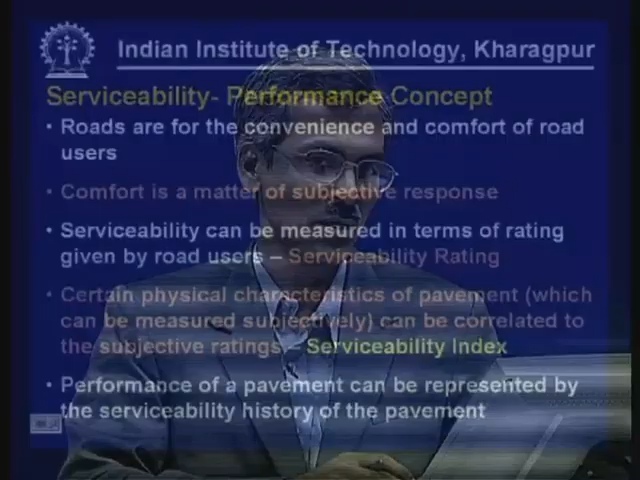 Indian Institute of Technology, Kharagpur
Serviceability- Performance Concept
• Roads are for the convenience and comfort of road
users
• Comfort is a matter of subjective response
• Serviceability can be measured in terms of rating
given by road users – Serviceability Rating
• Certain physical characteristics of pavement (which
can be measured subjectively) can be correlated to
the subjective ratings – Serviceability Index
• Performance of a pavement can be represented by
the serviceability history of the pavement